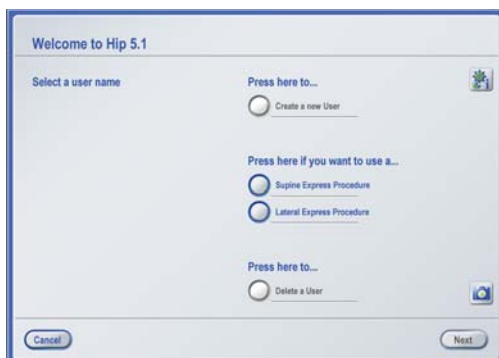 Welcome to Hip 5.1
Select a user name
Press here to...
Create a new User
Press here if you want to use a...
Supine Express Procedure
Lateral Express Procedure
Press here to...
Delete a User
Cancel
Next